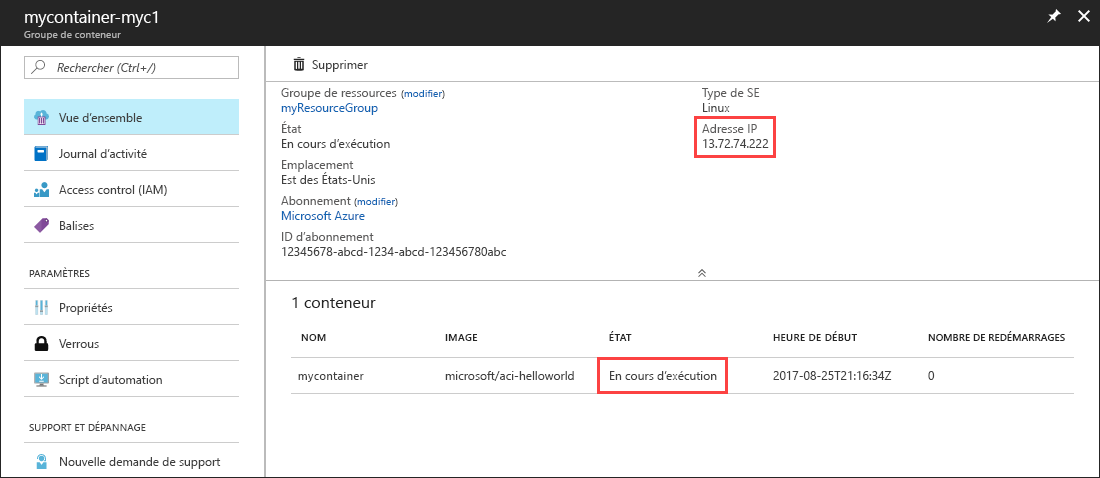 mycontainer-myc1
Groupe de conteneur
Rechercher (Ctrl+/)
Vue d'ensemble
Journal d'activité
Access control (IAM)
Balises
PARAMÈTRES
Propriétés
Verrous
Script d'automation
SUPPORT ET DÉPANNAGE
Nouvelle demande de support
Supprimer
Groupe de ressources (modifier)
myResourceGroup
État
En cours d'exécution
Emplacement
Est des États-Unis
Abonnement (modifier)
Microsoft Azure
ID d'abonnement
12345678-abcd-1234-abcd-123456780abc
Type de SE
Linux
Adresse IP
13.72.74.222
1 conteneur
NOM IMAGE ÉTAT HEURE DE DÉBUT NOMBRE DE REDÉMARRAGES
mycontainer microsoft/aci-helloworld En cours d'exécution 2017-08-25T21:16:34Z 0